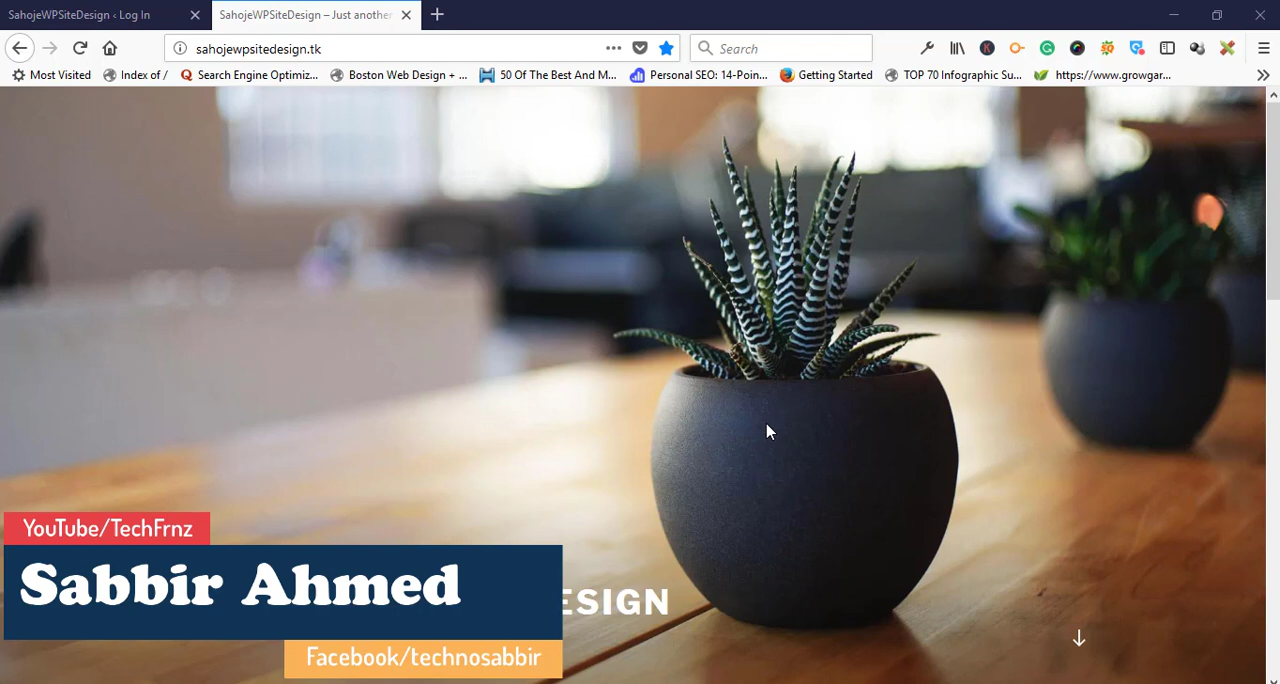 SahojeWPSiteDesign ‹ Log In
SahojeWPSiteDesign – Just another
sahojewpsitedesign.tk
Search
Most Visited
Index of /
Search Engine Optimiz...
Boston Web Design + ...
50 Of The Best And M...
Personal SEO: 14-Poin...
Getting Started
TOP 70 Infographic Su...
https://www.growgar...
YouTube/TechFrnz
Sabbir Ahmed
ESIGN
Facebook/technosabbir